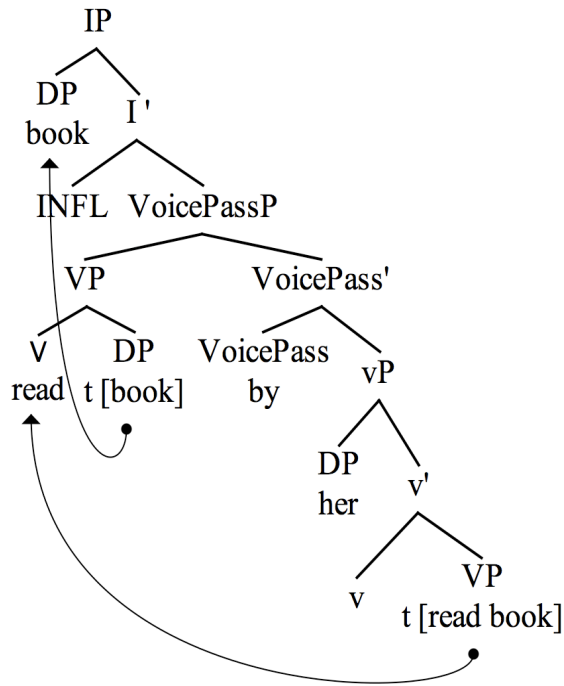 IP
DP I '
book
INFL VoicePassP
VP VoicePass'
V DP VoicePass vP
read t [book] by
DP v'
her
v VP
t [read book]